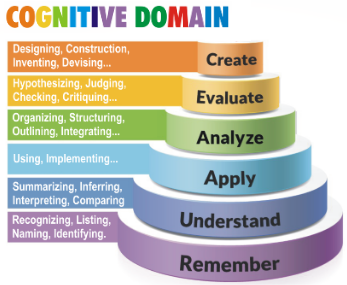 COGNITIVE DOMAIN
Designing, Construction,
Inventing, Devising...
Create
Hypothesizing, Judging,
Checking, Critiquing...
Evaluate
Organizing, Structuring,
Outlining, Integrating...
Analyze
Using, Implementing...
Apply
Summarizing, Inferring,
Interpreting, Comparing
Understand
Recognizing, Listing,
Naming, Identifying.
Remember